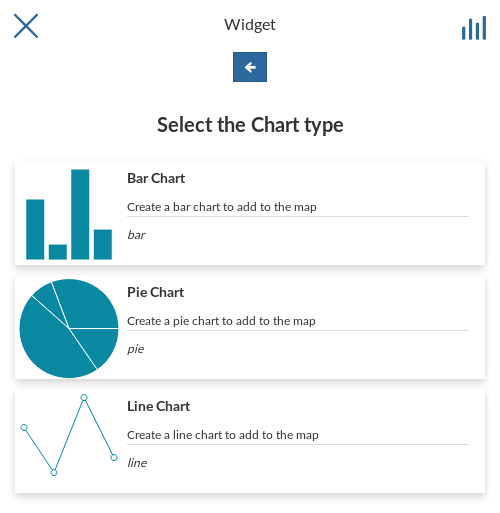 Widget
Select the Chart type
Bar Chart
Create a bar chart to add to the map
bar
Pie Chart
Create a pie chart to add to the map
pie
Line Chart
Create a line chart to add to the map
line